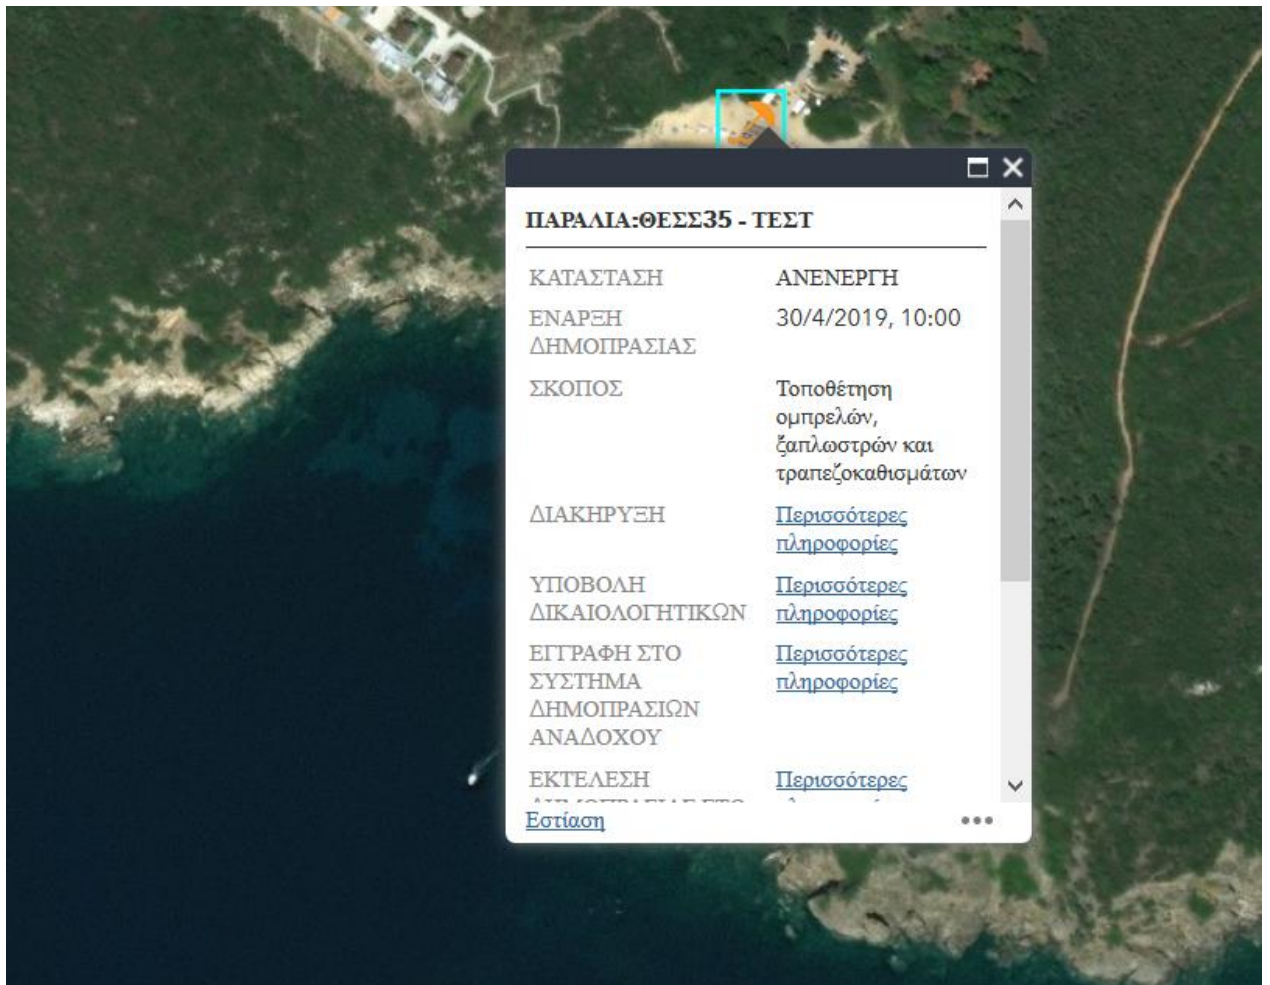 ΠΑΡΑΛΙΑ:ΘΕΣΣ35 - ΤΕΣΤ
ΚΑΤΑΣΤΑΣΗ ΑΝΕΝΕΡΓΗ
ΕΝΑΡΞΗ 30/4/2019, 10:00
ΔΗΜΟΠΡΑΣΙΑΣ
ΣΚΟΠΟΣ Τοποθέτηση
ομπρελών,
ξαπλωστρών και
τραπεζοκαθισμάτων
ΔΙΑΚΗΡΥΞΗ Περισσότερες
πληροφορίες
ΥΠΟΒΟΛΗ Περισσότερες
ΔΙΚΑΙΟΛΟΓΗΤΙΚΩΝ πληροφορίες
ΕΓΓΡΑΦΗ ΣΤΟ Περισσότερες
ΣΥΣΤΗΜΑ πληροφορίες
ΔΗΜΟΠΡΑΣΙΩΝ
ΑΝΑΔΟΧΟΥ
ΕΚΤΕΛΕΣΗ Περισσότερες
Εστίαση